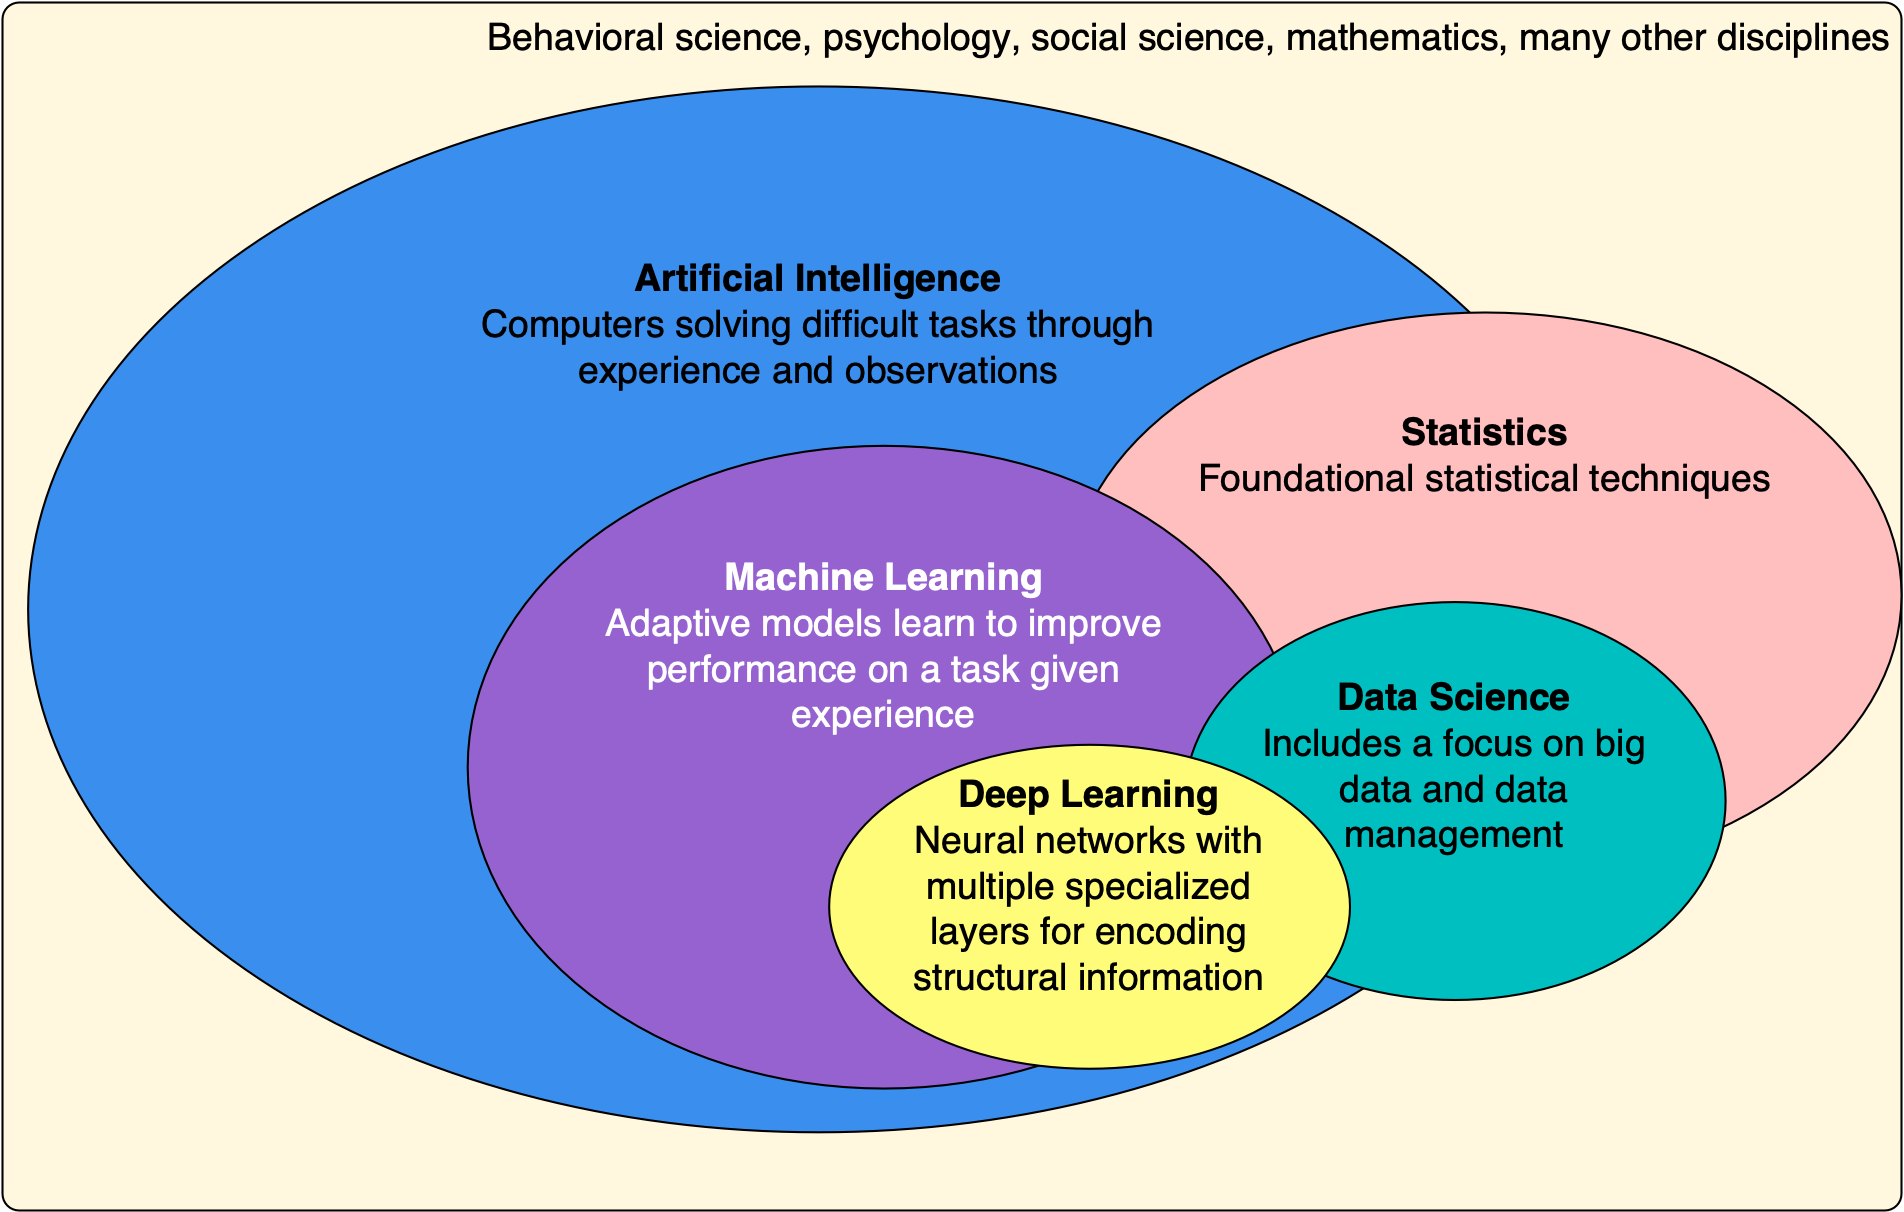 Behavioral science, psychology, social science, mathematics, many other disciplines
Artificial Intelligence
Computers solving difficult tasks through
experience and observations
Statistics
Foundational statistical techniques
Machine Learning
Adaptive models learn to improve
performance on a task given
experience
Data Science
Includes a focus on big
data and data
management
Deep Learning
Neural networks with
multiple specialized
layers for encoding
structural information